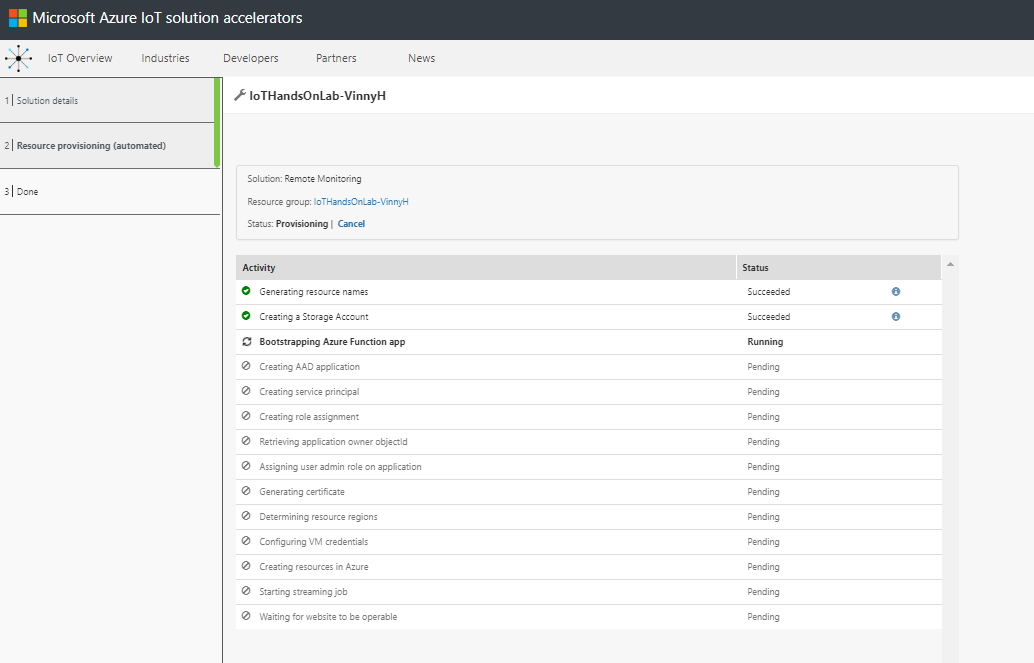 Microsoft Azure IoT solution accelerators
IoT Overview Industries Developers Partners News
1 | Solution details
2 | Resource provisioning (automated)
3 | Done
IoTHandsOnLab-VinnyH
Solution: Remote Monitoring
Resource group: IoTHandsOnLab-VinnyH
Status: Provisioning | Cancel
Activity Status
Generating resource names Succeeded
Creating a Storage Account Succeeded
Bootstrapping Azure Function app Running
Creating AAD application Pending
Creating service principal Pending
Creating role assignment Pending
Retrieving application owner objectId Pending
Assigning user admin role on application Pending
Generating certificate Pending
Determining resource regions Pending
Configuring VM credentials Pending
Creating resources in Azure Pending
Starting streaming job Pending
Waiting for website to be operable Pending